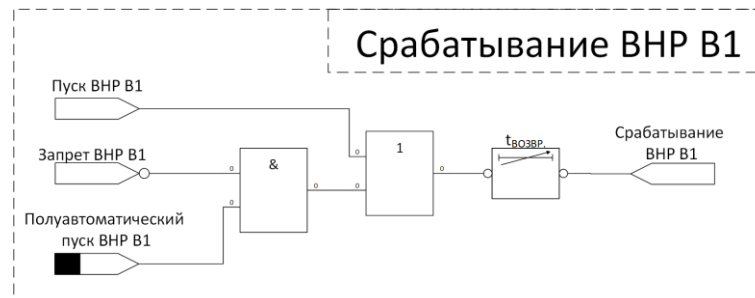 Срабатывание ВНР В1
Пуск ВНР В1
Запрет ВНР В1
Полуавтоматический
пуск ВНР В1
о
о
&
о
о
о
1
о
tВОЗВР.
Срабатывание
ВНР В1